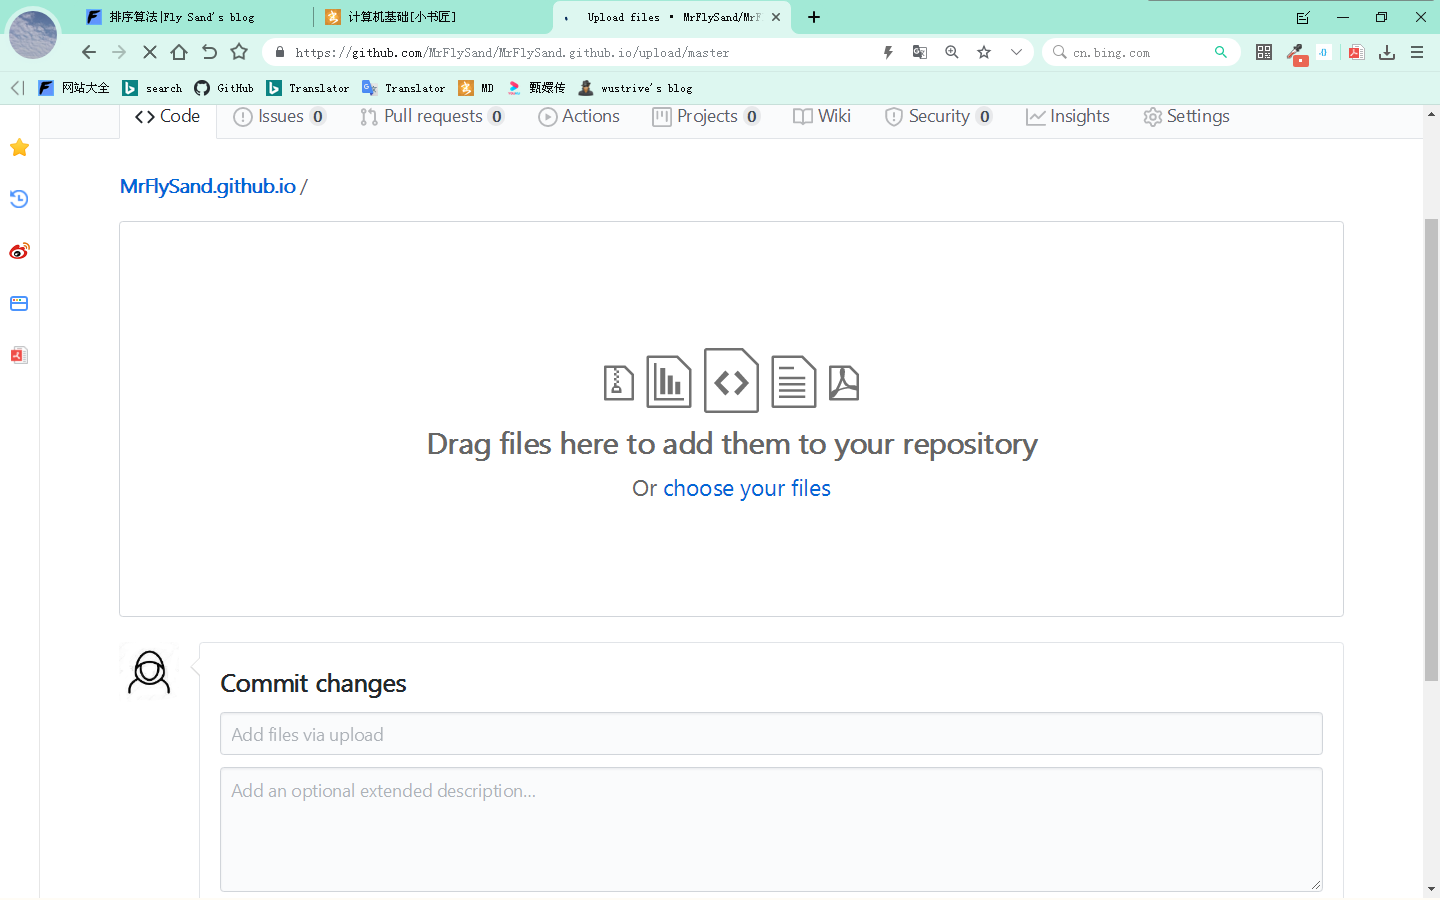 排序算法|Fly Sand's blog
计算机基础[小书匠]
Upload files · MrFlySand/MrF
https://github.com/MrFlySand/MrFlySand.github.io/upload/master
cn.bing.com
网站大全 search GitHub Translator Translator MD 甄嬛传 wustrive's blog
Code Issues 0 Pull requests 0 Actions Projects 0 Wiki Security 0 Insights Settings
MrFlySand.github.io /
Drag files here to add them to your repository
Or choose your files
Commit changes
Add files via upload
Add an optional extended description...